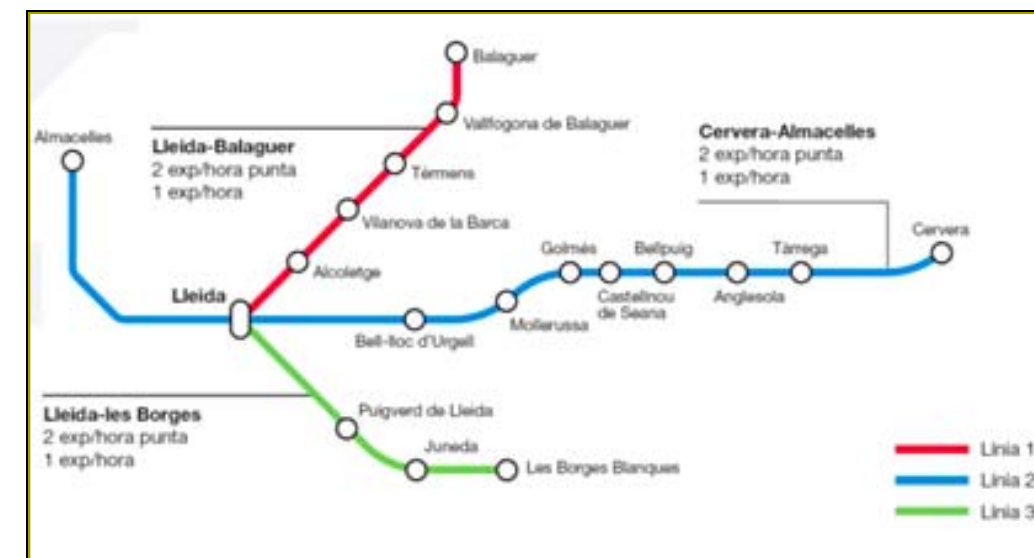 Balaguer
Vallfogona de Balaguer
Almacelles
Lleida-Balaguer
2 exp/hora punta
1 exp/hora
Térmens
Vilanova de la Barca
Alcoletge
Cervera-Almacelles
2 exp/hora punta
1 exp/hora
Cervera
Golmés
Bellpuig
Tàrrega
Lleida
Castellnou
de Seana
Anglesola
Mollerussa
Bell-lloc d'Urgell
Lleida-les Borges
2 exp/hora punta
1 exp/hora
Puigverd de Lleida
Juneda
Les Borges Blanques
Línia 1
Línia 2
Línia 3